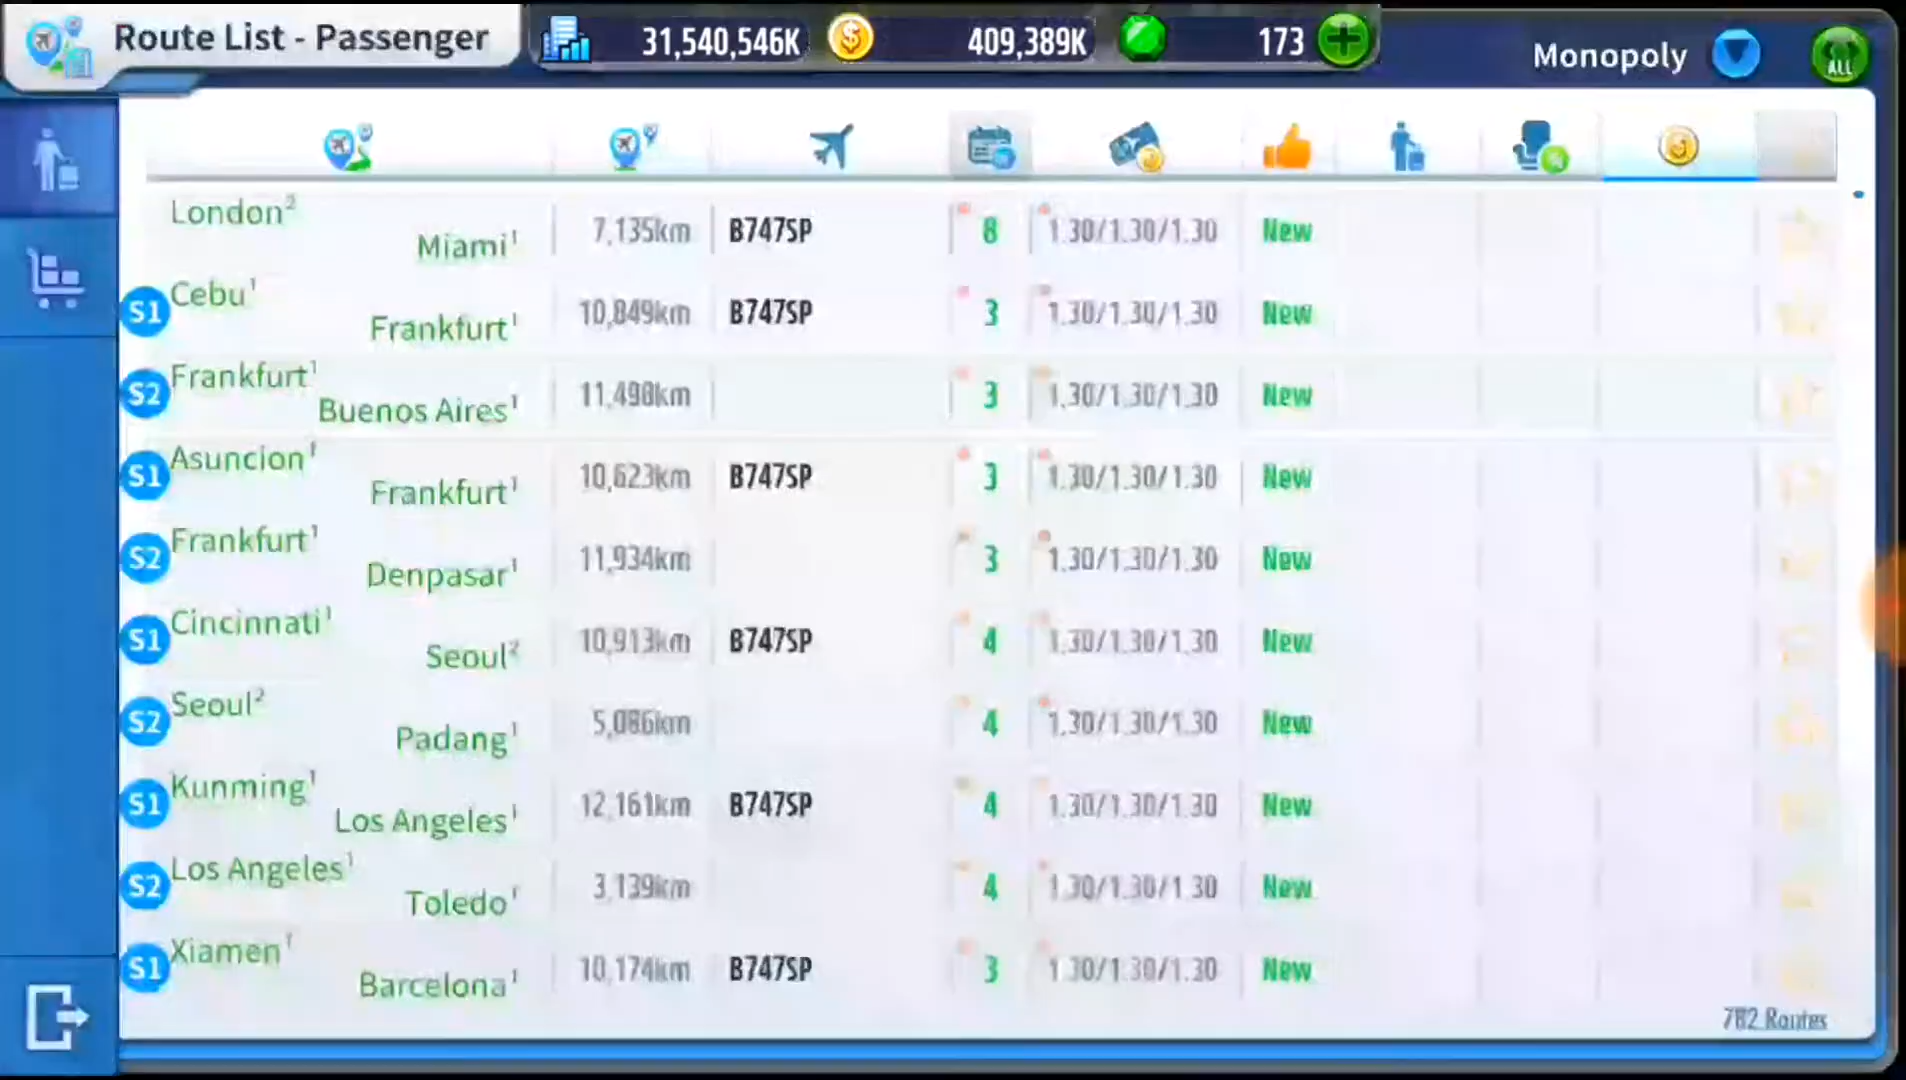 Route List - Passenger 31,540,546K 409,389K 173 Monopoly ALL
London² Miami¹ 7,135km B747SP 8 1.30/1.30/1.30 New
S1 Cebu¹ Frankfurt¹ 10,849km B747SP 3 1.30/1.30/1.30 New
S2 Frankfurt¹ Buenos Aires¹ 11,498km 3 1.30/1.30/1.30 New
S1 Asuncion¹ Frankfurt¹ 10,623km B747SP 3 1.30/1.30/1.30 New
S2 Frankfurt¹ Denpasar¹ 11,934km 3 1.30/1.30/1.30 New
S1 Cincinnati¹ Seoul² 10,913km B747SP 4 1.30/1.30/1.30 New
S2 Seoul² Padang¹ 5,086km 4 1.30/1.30/1.30 New
S1 Kunming¹ Los Angeles¹ 12,161km B747SP 4 1.30/1.30/1.30 New
S2 Los Angeles¹ Toledo¹ 3,139km 4 1.30/1.30/1.30 New
S1 Xiamen¹ Barcelona¹ 10,174km B747SP 3 1.30/1.30/1.30 New
782 Routes